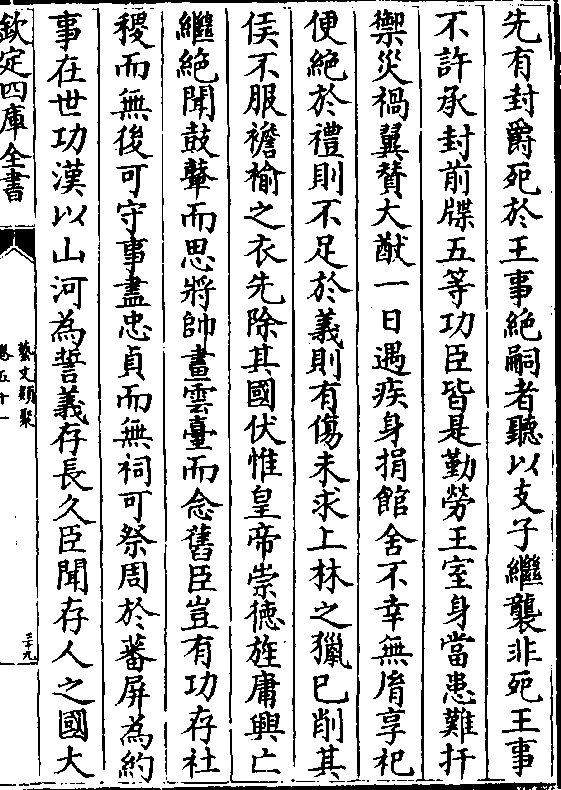 先有封爵死於王事絶嗣者聽以支子繼襲非死王事
不許承封前牒五等功臣皆是勤勞王室身當患難扞
禦災禍翼賛大猷一日遇疾身捐館舍不幸無胤享祀
便絶於禮則不足於義則有傷未求上林之獵已削其
侯不服襜褕之衣先除其國伏惟皇帝崇徳旌庸興亡
繼絶聞鼓鼙而思將帥畫雲臺而念舊臣豈有功存社
稷而無後可守事盡忠貞而無祠可祭周於蕃屏為約
事在世功漢以山河為誓義存長久臣聞存人之國大
欽定四庫全書
藝文類聚
卷五十一
三十九